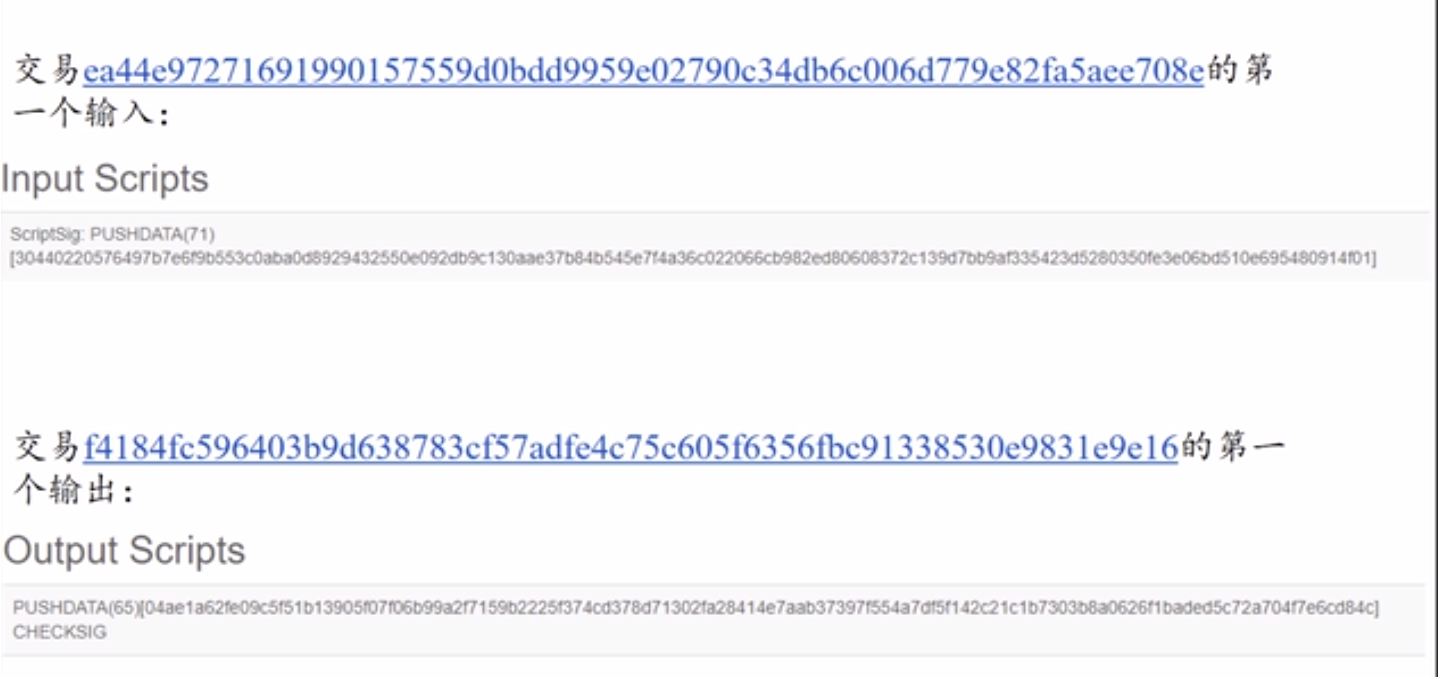 交易ea44e97271691990157559d0bdd9959e02790c34db6c006d779e82fa5aee708e的第
一个输入：
Input Scripts
ScriptSig: PUSHDATA(71)
[30440220576497b7e6f9b553c0aba0d8929432550e092db9c130aae37b84b545e7f4a36c022066cb982ed80608372c139d7bb9af335423d5280350fe3e06bd510e695480914f01]
交易f4184fc596403b9d638783cf57adfe4c75c605f6356fbc91338530e9831e9e16的第一
个输出：
Output Scripts
PUSHDATA(65)[04ae1a62fe09c5f51b13905f07f06b99a2f7159b2225f374cd378d71302fa28414e7aab37397f554a7df5f142c21c1b7303b8a0626f1baded5c72a704f7e6cd84c]
CHECKSIG